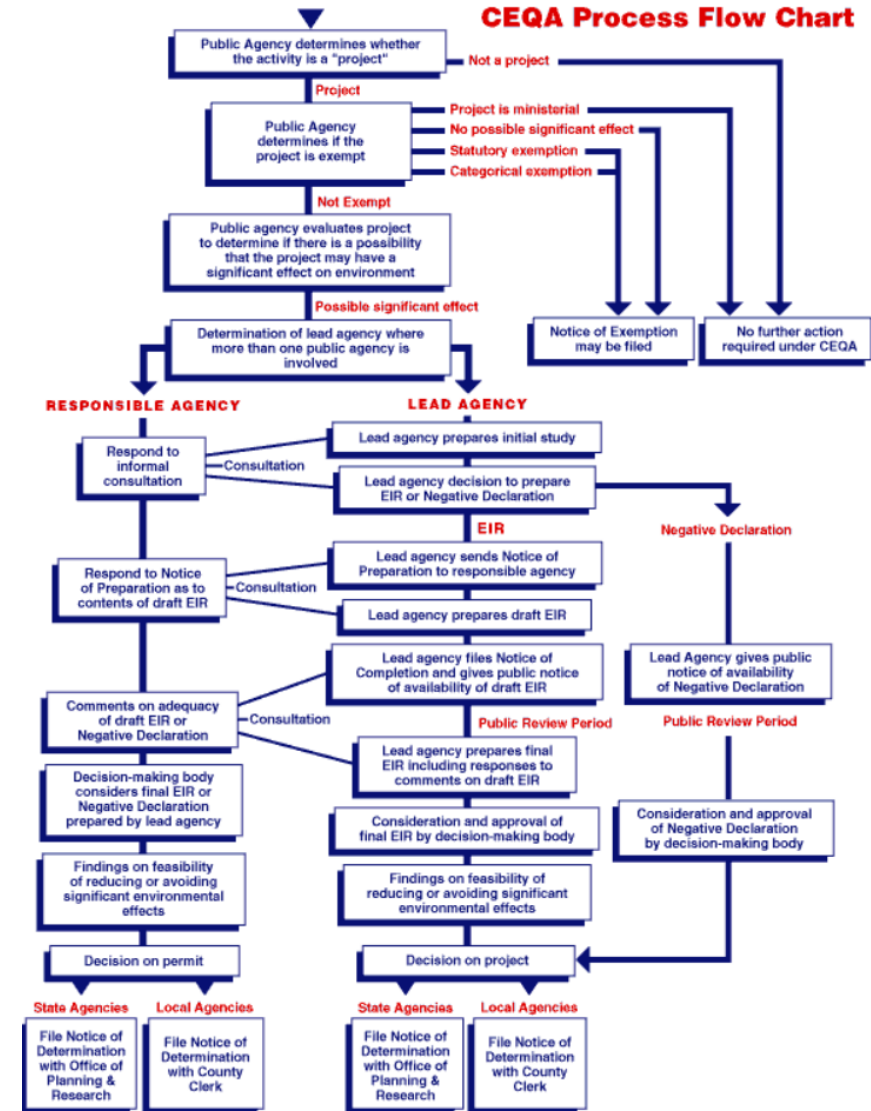 CEQA Process Flow Chart
Public Agency determines whether
the activity is a "project"
Not a project
Project
Public Agency
determines if the
project is exempt
Project is ministerial
No possible significant effect
Statutory exemption
Categorical exemption
Not Exempt
Public agency evaluates project
to determine if there is a possibility
that the project may have a
significant effect on environment
Possible significant effect
Determination of lead agency where
more than one public agency is
involved
Notice of Exemption
may be filed
No further action
required under CEQA
RESPONSIBLE AGENCY
LEAD AGENCY
Respond to
informal
consultation
Consultation
Lead agency prepares initial study
Lead agency decision to prepare
EIR or Negative Declaration
EIR
Negative Declaration
Respond to Notice
of Preparation as to
contents of draft EIR
Consultation
Lead agency sends Notice of
Preparation to responsible agency
Lead agency prepares draft EIR
Lead agency files Notice of
Completion and gives public notice
of availability of draft EIR
Lead Agency gives public
notice of availability
of Negative Declaration
Comments on adequacy
of draft EIR or
Negative Declaration
Consultation
Public Review Period
Public Review Period
Lead agency prepares final
EIR including responses to
comments on draft EIR
Decision-making body
considers final EIR or
Negative Declaration
prepared by lead agency
Consideration and approval of
final EIR by decision-making body
Consideration and approval
of Negative Declaration
by decision-making body
Findings on feasibility
of reducing or avoiding
significant environmental
effects
Findings on feasibility of
reducing or avoiding significant
environmental effects
Decision on permit
Decision on project
State Agencies
Local Agencies
State Agencies
Local Agencies
File Notice of
Determination
with Office of
Planning &
Research
File Notice of
Determination
with County
Clerk
File Notice of
Determination
with Office of
Planning &
Research
File Notice of
Determination
with County
Clerk